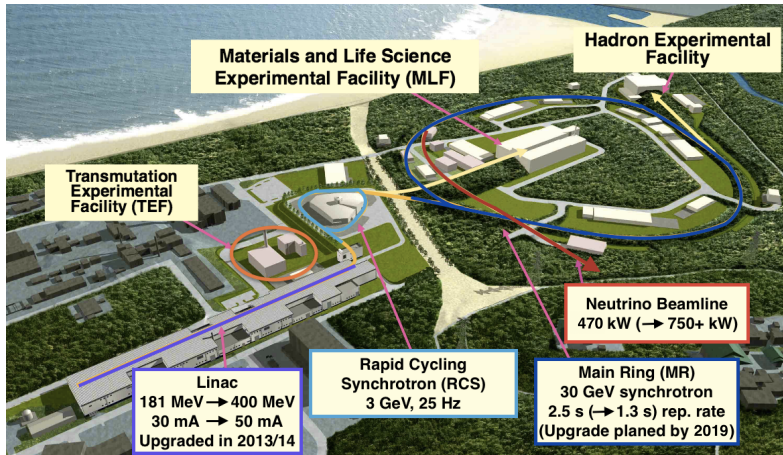 Materials and Life Science
Experimental Facility (MLF)
Hadron Experimental
Facility
Transmutation
Experimental
Facility (TEF)
Neutrino Beamline
470 kW (→ 750+ kW)
Linac
181 MeV → 400 MeV
30 mA → 50 mA
Upgraded in 2013/14
Rapid Cycling
Synchrotron (RCS)
3 GeV, 25 Hz
Main Ring (MR)
30 GeV synchrotron
2.5 s (→1.3 s) rep. rate
(Upgrade planed by 2019)